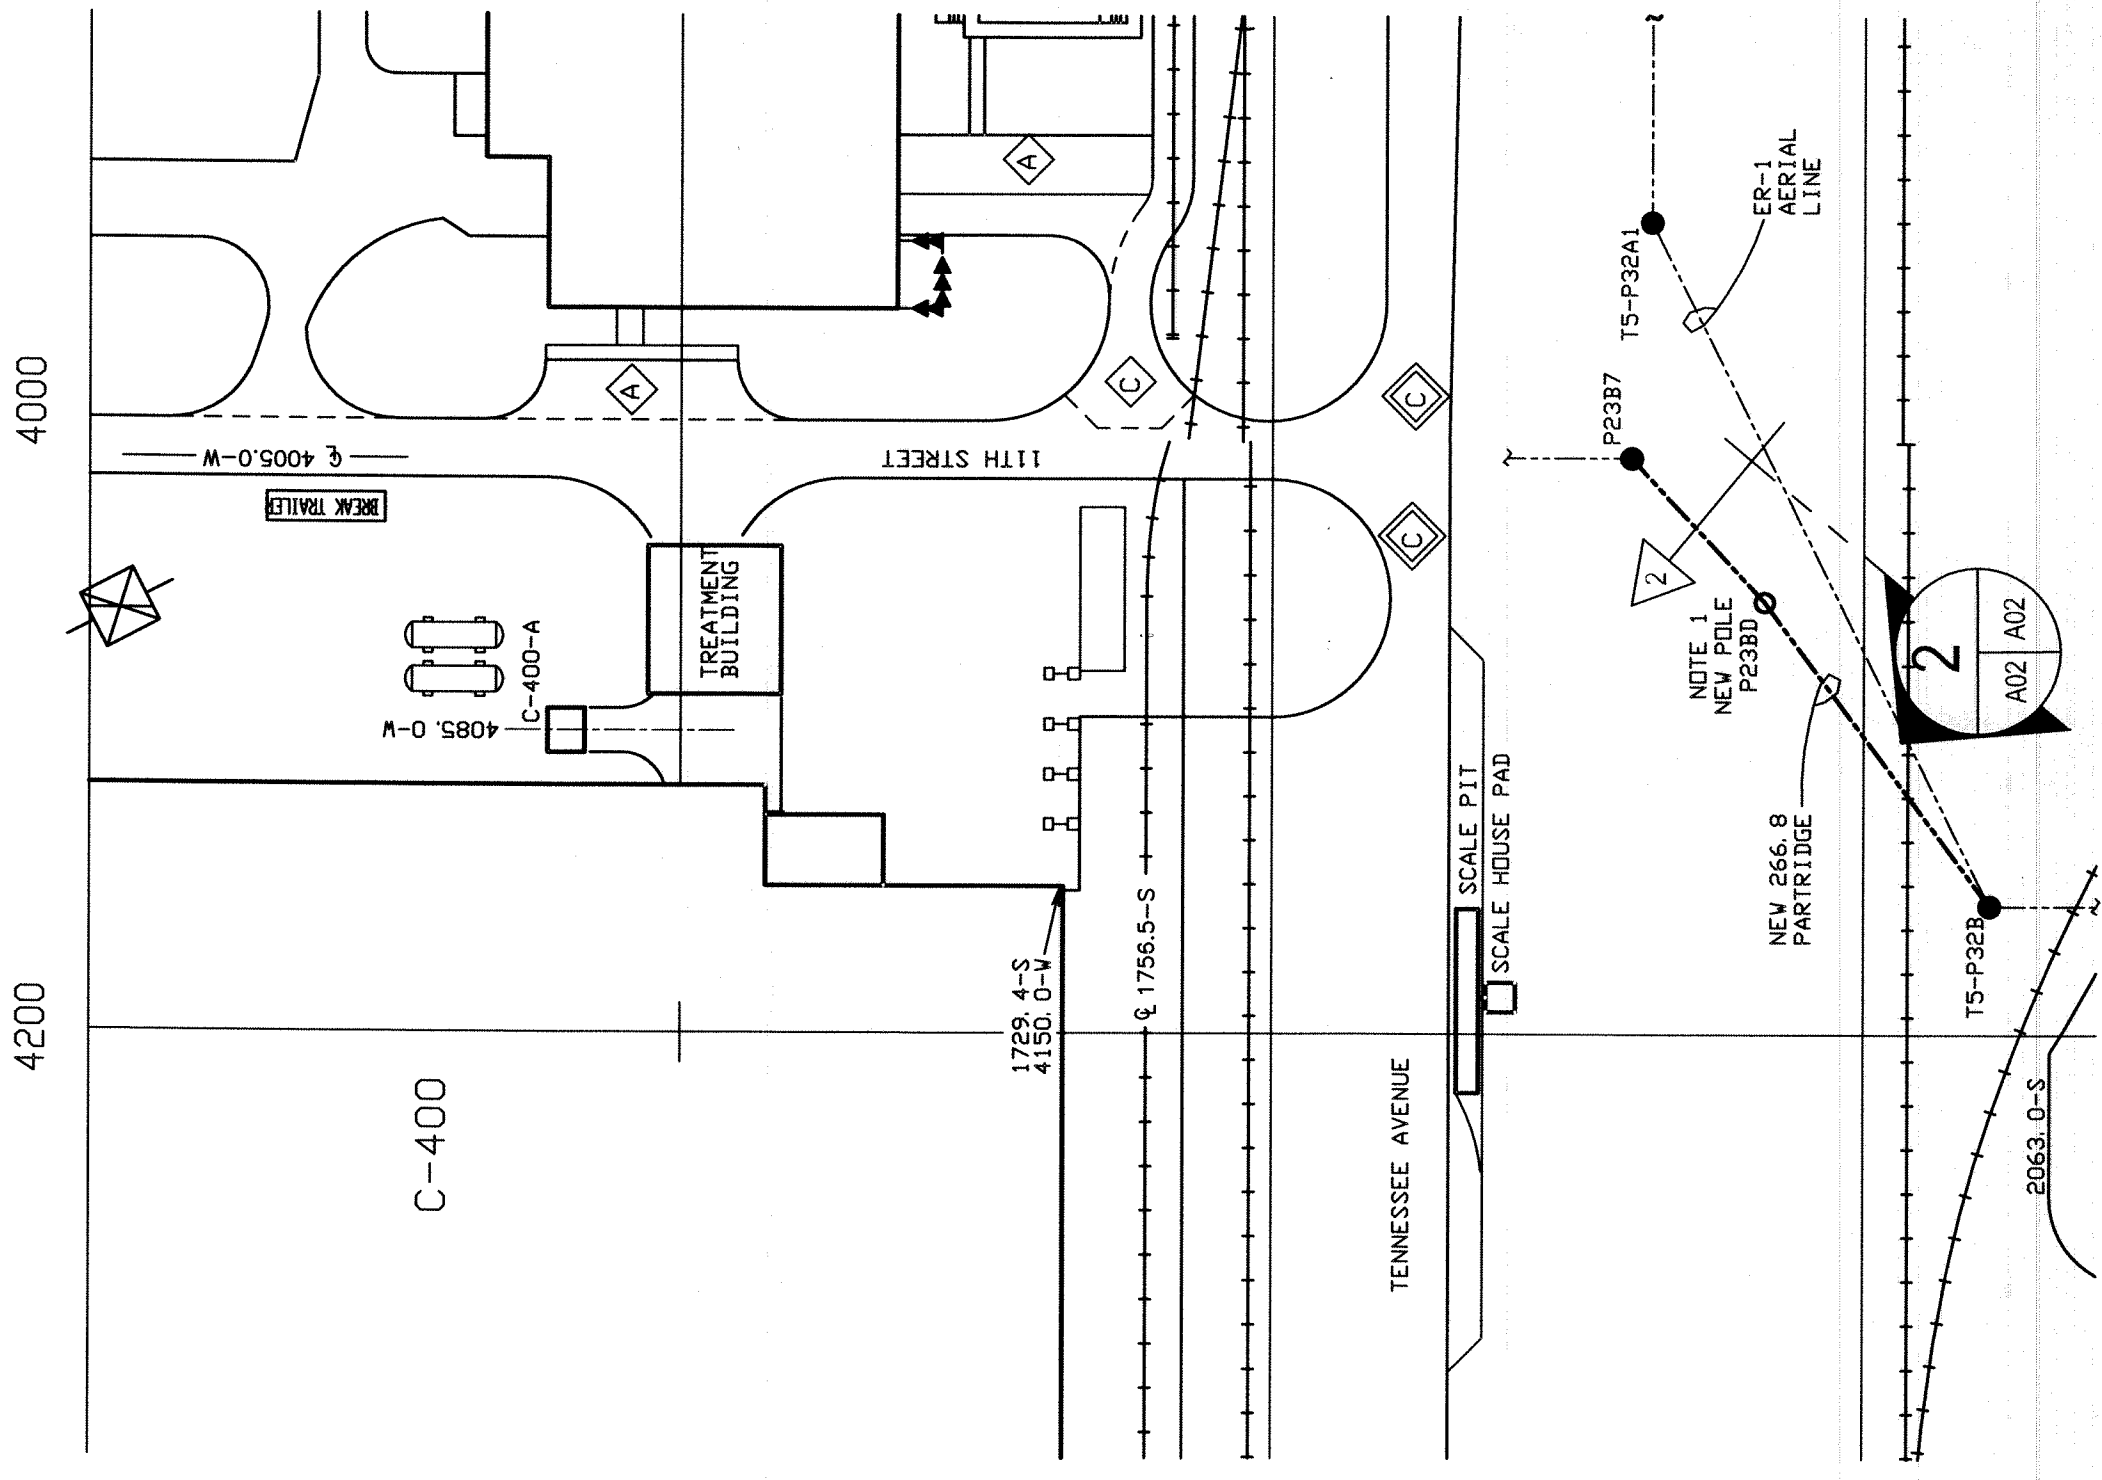 4000
4200
℄ 4005.0-W
BREAK TRAILER
11TH STREET
A
A
C
C
C
TREATMENT
BUILDING
C-400-A
4085.0-W
C-400
1729.4-S
4150.0-W
℄ 1756.5-S
TENNESSEE AVENUE
SCALE PIT
SCALE HOUSE PAD
P23B7
T5-P32A1
ER-1
AERIAL
LINE
2
NOTE 1
NEW POLE
P23BD
NEW 266.8
PARTRIDGE
T5-P32B
2
A02
A02
2063.0-S